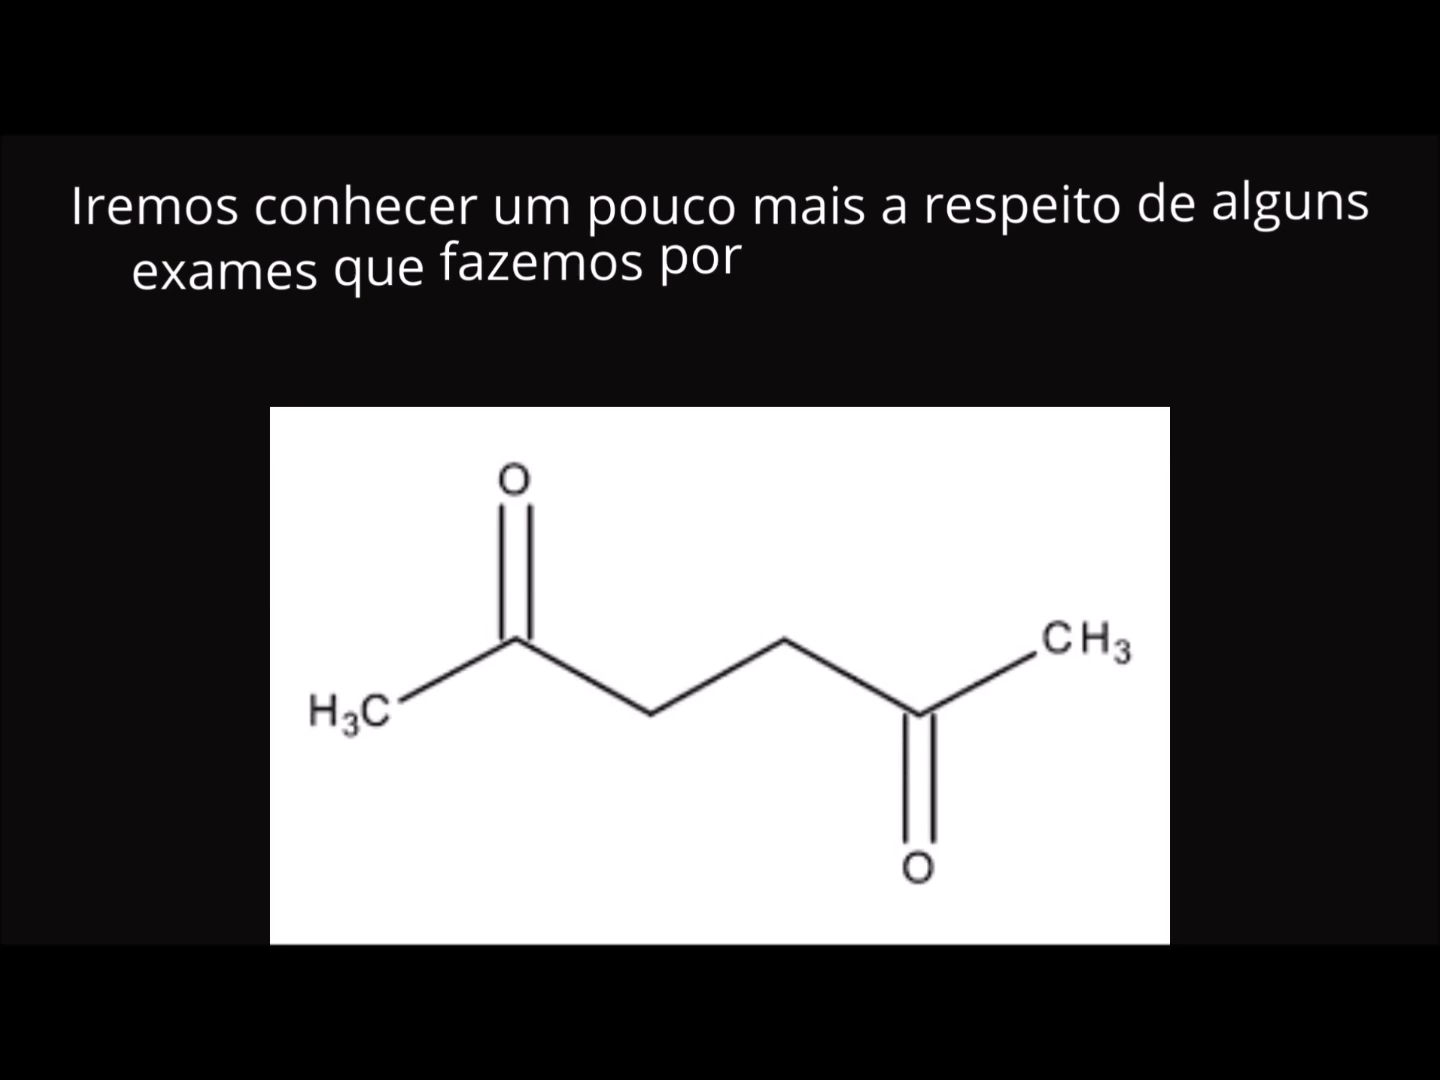 Iremos conhecer um pouco mais a respeito de alguns
exames que fazemos por
O
CH₃
H₃C
O